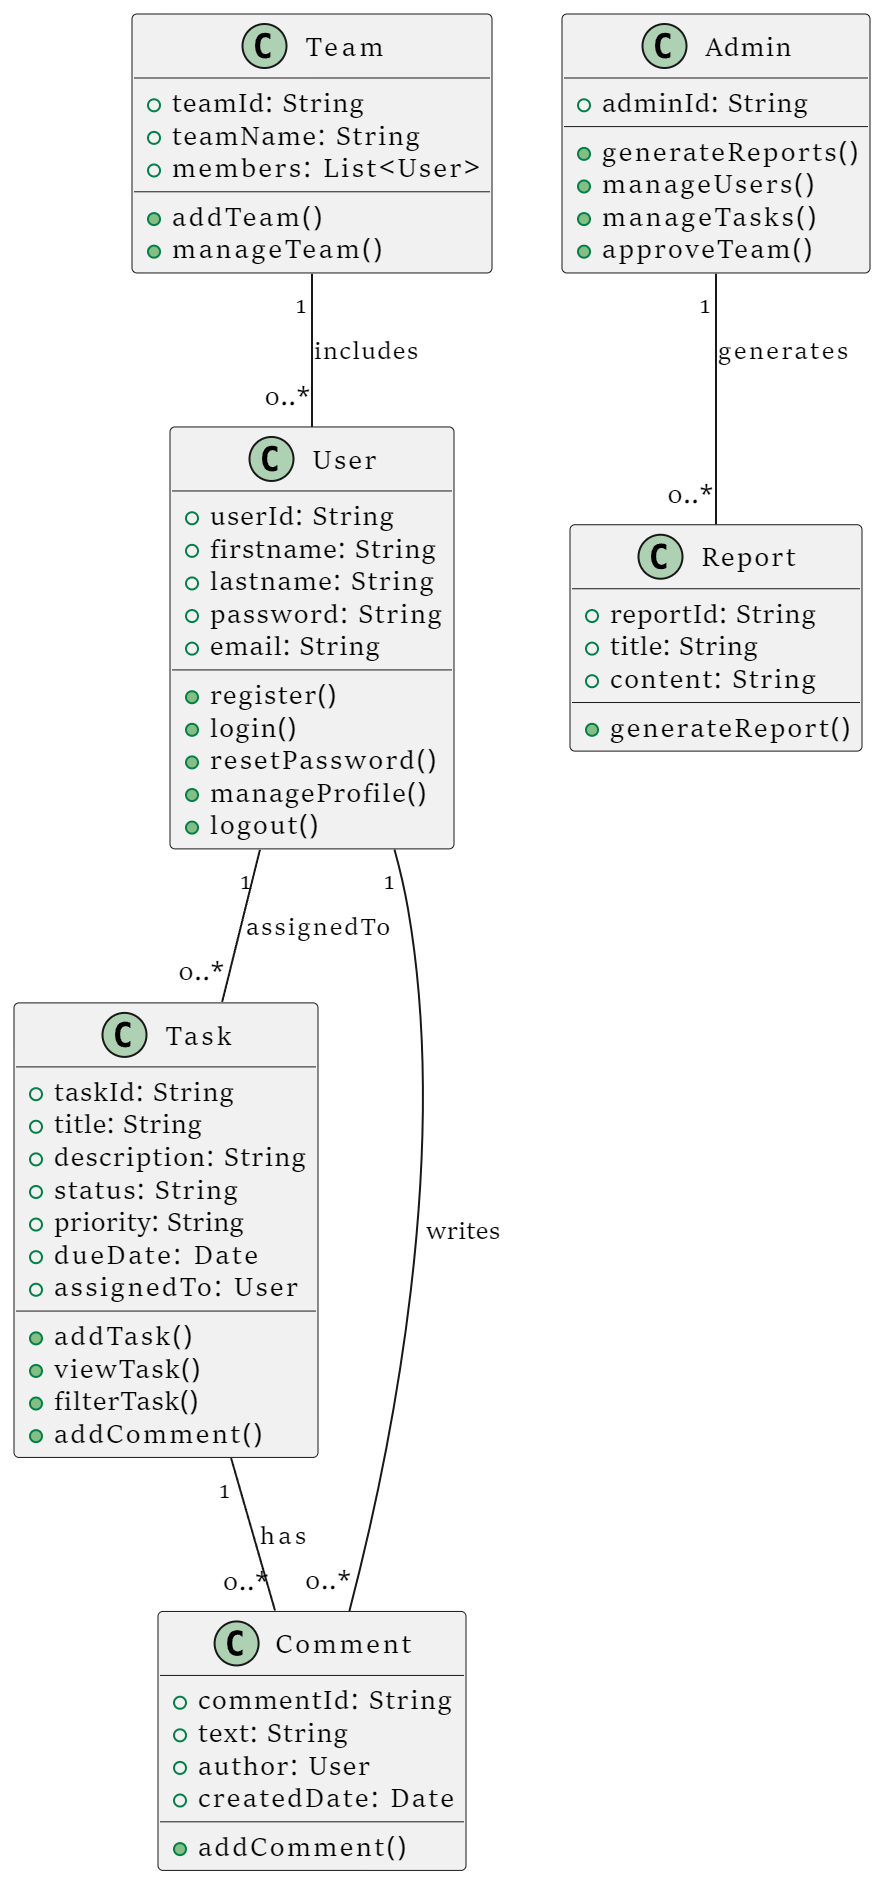 C Team
teamId: String
teamName: String
members: List<User>
addTeam()
manageTeam()
C Admin
adminId: String
generateReports()
manageUsers()
manageTasks()
approveTeam()
1
includes
0..*
1
generates
0..*
C User
userId: String
firstname: String
lastname: String
password: String
email: String
register()
login()
resetPassword()
manageProfile()
logout()
C Report
reportId: String
title: String
content: String
generateReport()
1
assignedTo
0..*
1
writes
0..*
C Task
taskId: String
title: String
description: String
status: String
priority: String
dueDate: Date
assignedTo: User
addTask()
viewTask()
filterTask()
addComment()
1
has
0..*
C Comment
commentId: String
text: String
author: User
createdDate: Date
addComment()